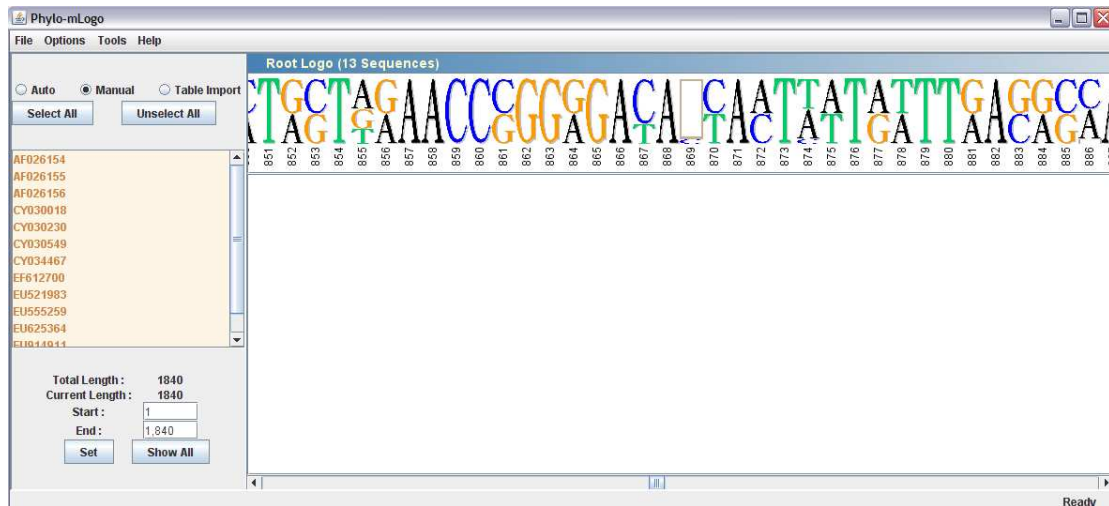 Phylo-mLogo
File Options Tools Help
Root Logo (13 Sequences)
Auto Manual Table Import
Select All Unselect All
851 852 853 854 855 856 857 858 859 860 861 862 863 864 865 866 867 868 869 870 871 872 873 874 875 876 877 878 879 880 881 882 883 884 885 886
AF026154
AF026155
AF026156
CY030018
CY030230
CY030549
CY034467
EF612700
EU521983
EU555259
EU625364
EU914911
Total Length : 1840
Current Length : 1840
Start : 1
End : 1,840
Set Show All
Ready